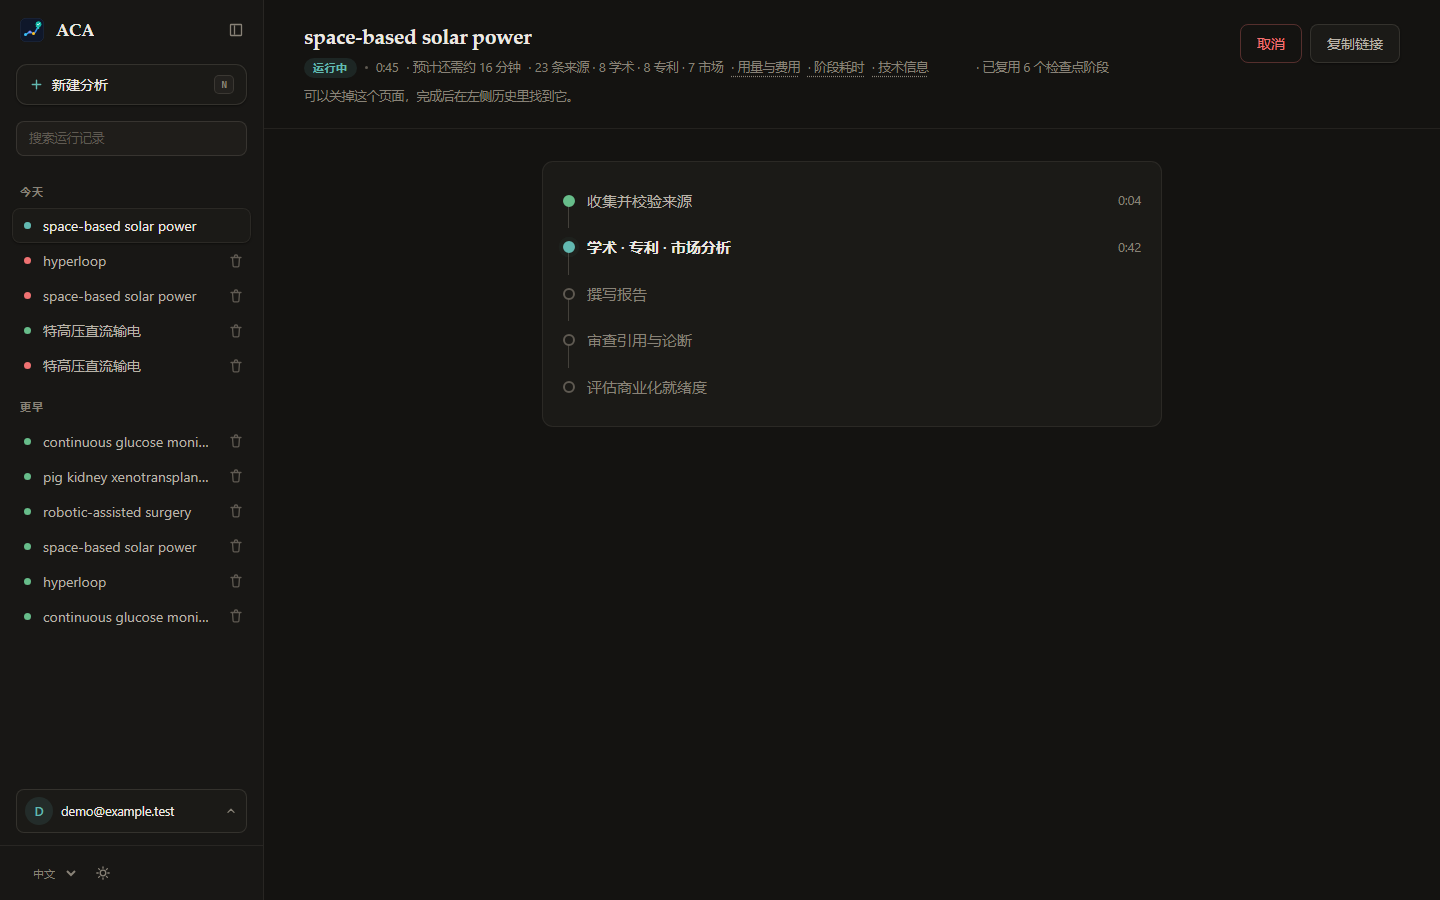 ACA
新建分析 N
搜索运行记录
今天
space-based solar power
hyperloop
space-based solar power
特高压直流输电
特高压直流输电
更早
continuous glucose moni...
pig kidney xenotransplan...
robotic-assisted surgery
space-based solar power
hyperloop
continuous glucose moni...
D demo@example.test
中文
space-based solar power
运行中 · 0:45 · 预计还需约 16 分钟 · 23 条来源 · 8 学术 · 8 专利 · 7 市场 · 用量与费用 · 阶段耗时 · 技术信息 · 已复用 6 个检查点阶段
可以关掉这个页面，完成后在左侧历史里找到它。
取消 复制链接
收集并校验来源 0:04
学术 · 专利 · 市场分析 0:42
撰写报告
审查引用与论断
评估商业化就绪度